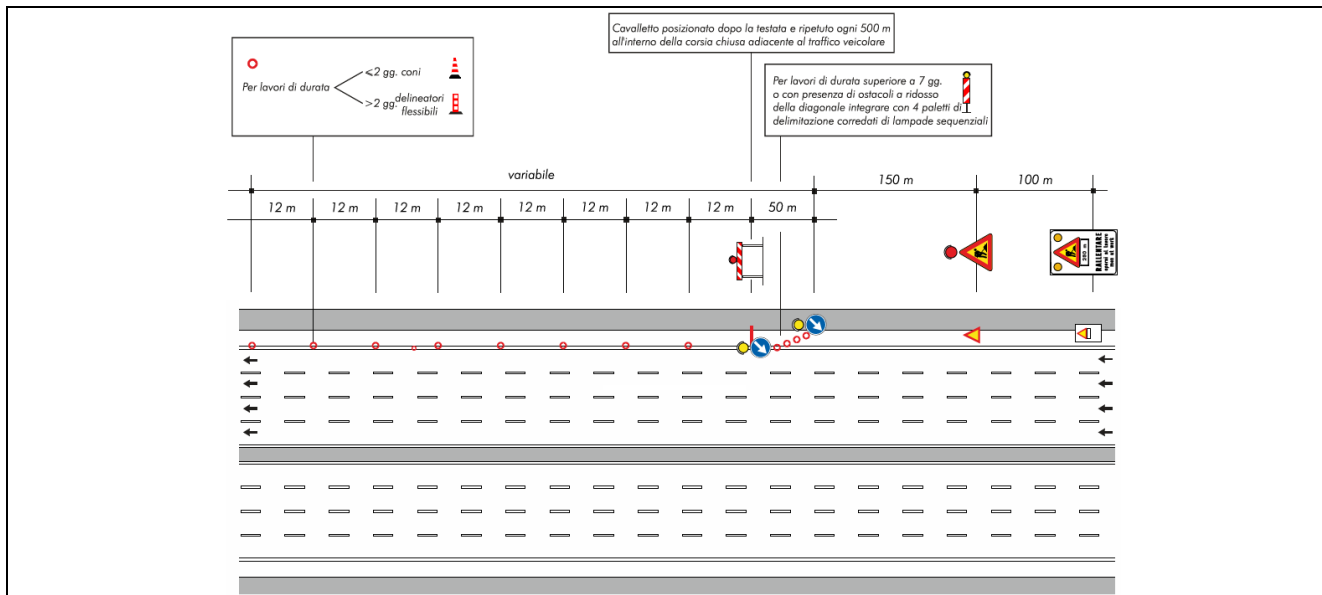 Cavalletto posizionato dopo la testata e ripetuto ogni 500 m
all'interno della corsia chiusa adiacente al traffico veicolare
Per lavori di durata
⩽2 gg. coni
>2 gg. delineatori
flessibili
Per lavori di durata superiore a 7 gg.
o con presenza di ostacoli a ridosso
della diagonale integrare con 4 paletti di
delimitazione corredati di lampade sequenziali
variabile
150 m
100 m
12 m
12 m
12 m
12 m
12 m
12 m
12 m
12 m
50 m
RALLENTARE
men at work